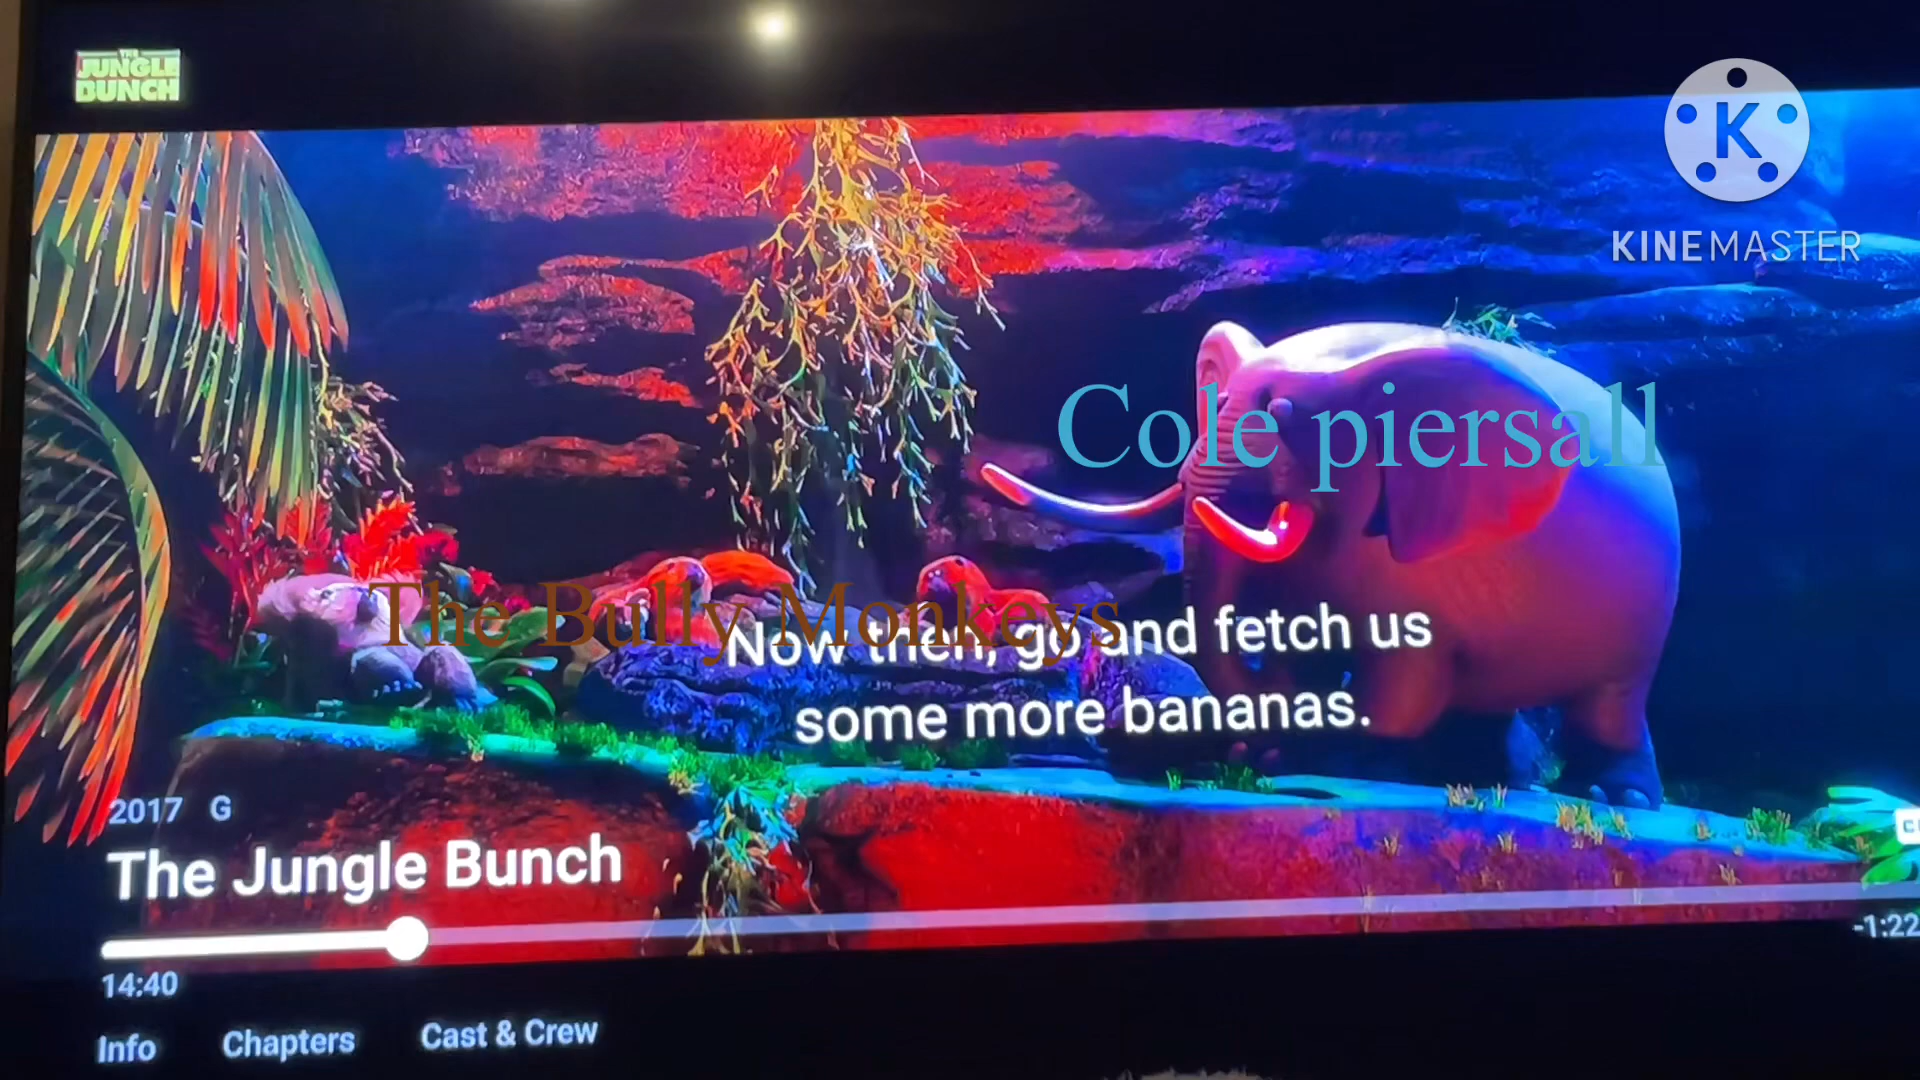 THE
JUNGLE
BUNCH
K
KINEMASTER
Cole piersall
The Bully Monkeys
Now then, go and fetch us
some more bananas.
2017 G
The Jungle Bunch
14:40
-1:22
Info Chapters Cast & Crew